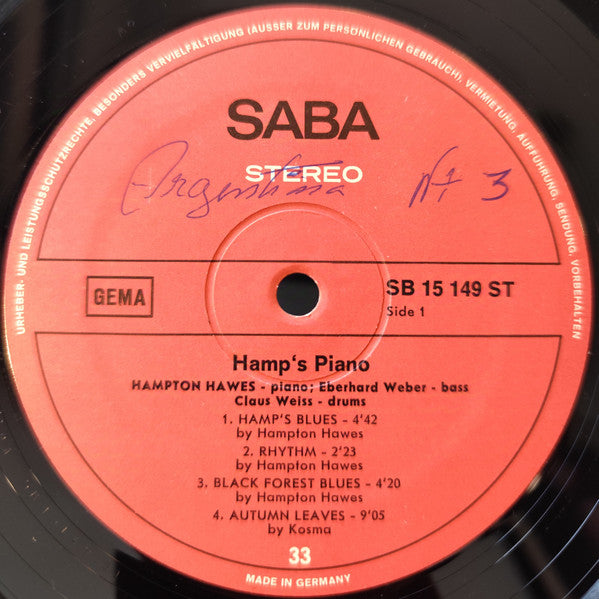 URHEBER- UND LEISTUNGSSCHUTZRECHTE, BESONDERS VERVIELFÄLTIGUNG (AUSSER ZUM PERSÖNLICHEN GEBRAUCH), VERMIETUNG, AUFFÜHRUNG, SENDUNG, VORBEHALTEN
SABA
STEREO
Argentina Nr 3
GEMA
SB 15 149 ST
Side 1
Hamp's Piano
HAMPTON HAWES - piano; Eberhard Weber - bass
Claus Weiss - drums
1. HAMP'S BLUES - 4'42
by Hampton Hawes
2. RHYTHM - 2'23
by Hampton Hawes
3. BLACK FOREST BLUES - 4'20
by Hampton Hawes
4. AUTUMN LEAVES - 9'05
by Kosma
33
MADE IN GERMANY